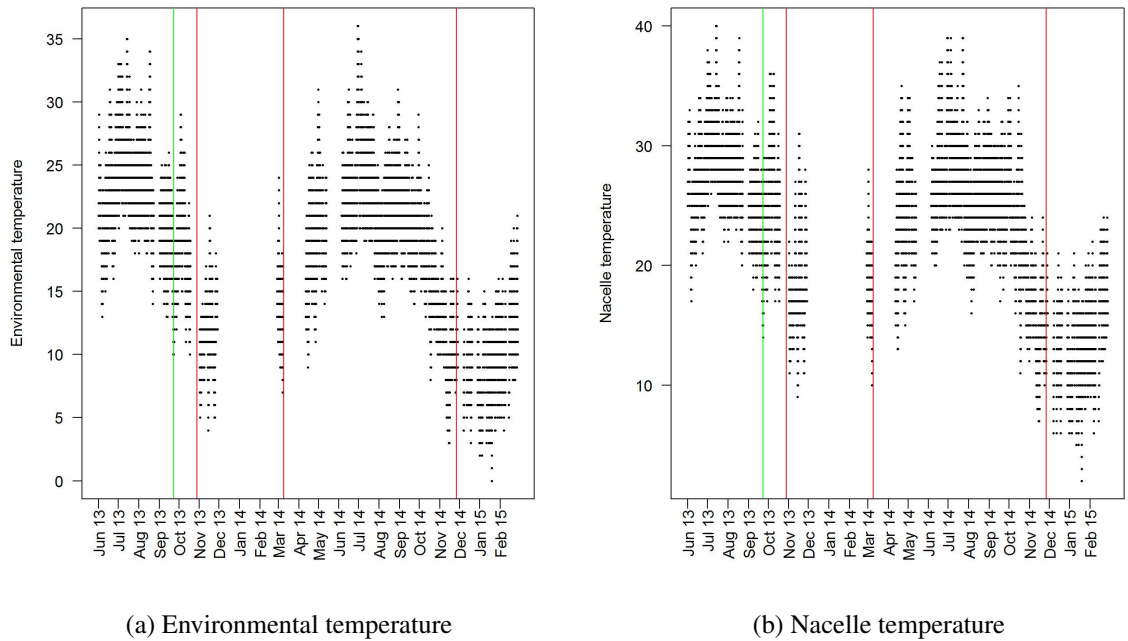 Environmental temperature
35
30
25
20
15
10
5
0
Jun 13
Jul 13
Aug 13
Sep 13
Oct 13
Nov 13
Dec 13
Jan 14
Feb 14
Mar 14
Apr 14
May 14
Jun 14
Jul 14
Aug 14
Sep 14
Oct 14
Nov 14
Dec 14
Jan 15
Feb 15
(a) Environmental temperature
Nacelle temperature
40
30
20
10
Jun 13
Jul 13
Aug 13
Sep 13
Oct 13
Nov 13
Dec 13
Jan 14
Feb 14
Mar 14
Apr 14
May 14
Jun 14
Jul 14
Aug 14
Sep 14
Oct 14
Nov 14
Dec 14
Jan 15
Feb 15
(b) Nacelle temperature